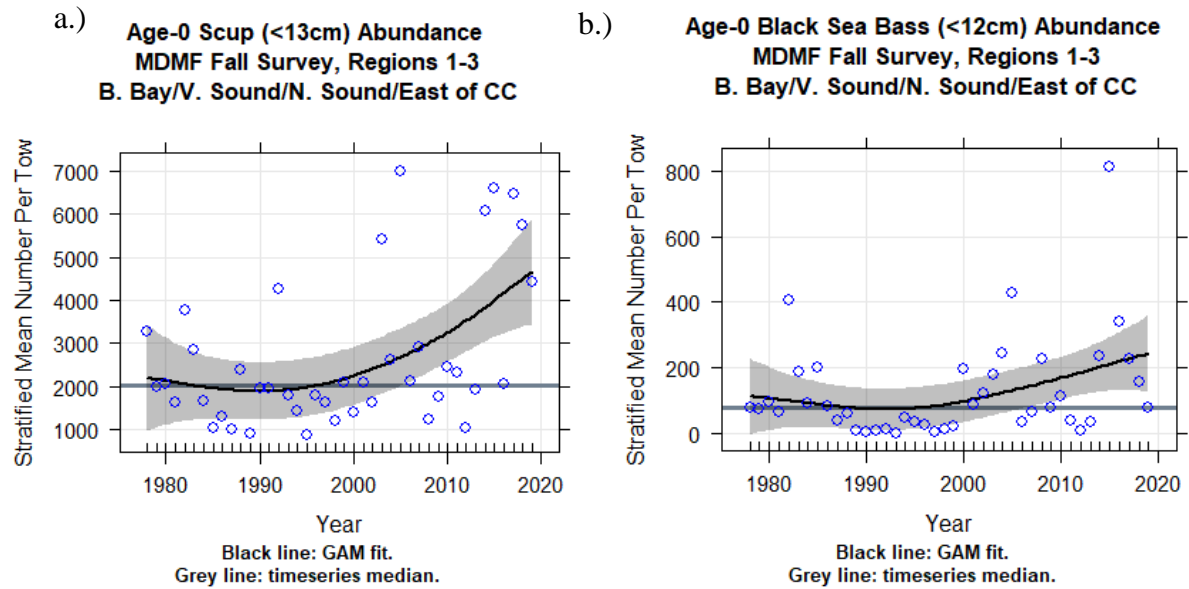 a.)
Age-0 Scup (<13cm) Abundance
MDMF Fall Survey, Regions 1-3
B. Bay/V. Sound/N. Sound/East of CC
Stratified Mean Number Per Tow
7000
6000
5000
4000
3000
2000
1000
1980 1990 2000 2010 2020
Year
Black line: GAM fit.
Grey line: timeseries median.
b.)
Age-0 Black Sea Bass (<12cm) Abundance
MDMF Fall Survey, Regions 1-3
B. Bay/V. Sound/N. Sound/East of CC
Stratified Mean Number Per Tow
800
600
400
200
0
1980 1990 2000 2010 2020
Year
Black line: GAM fit.
Grey line: timeseries median.